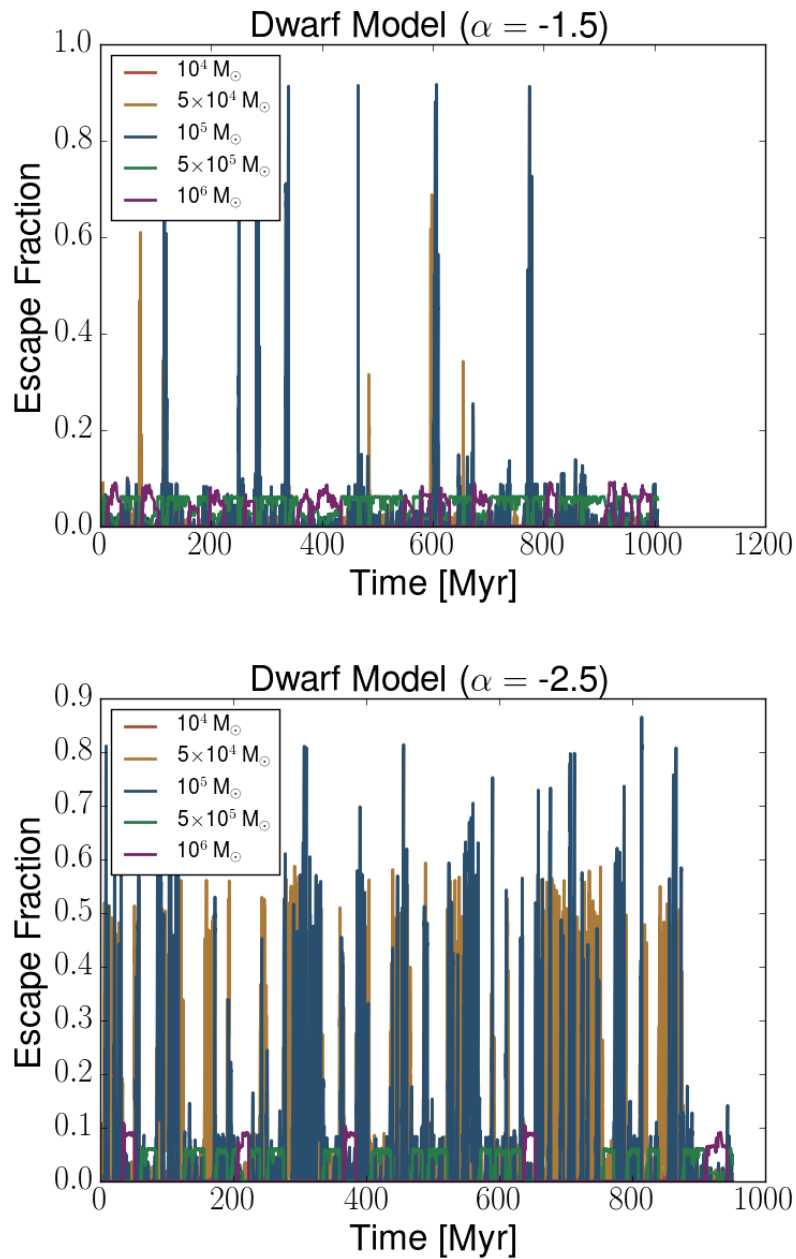 Dwarf Model (α = -1.5)
1.0
0.8
0.6
0.4
0.2
0.0
Escape Fraction
10⁴ M☉
5×10⁴ M☉
10⁵ M☉
5×10⁵ M☉
10⁶ M☉
0 200 400 600 800 1000 1200
Time [Myr]
Dwarf Model (α = -2.5)
0.9
0.8
0.7
0.6
0.5
0.4
0.3
0.2
0.1
0.0
Escape Fraction
10⁴ M☉
5×10⁴ M☉
10⁵ M☉
5×10⁵ M☉
10⁶ M☉
0 200 400 600 800 1000
Time [Myr]